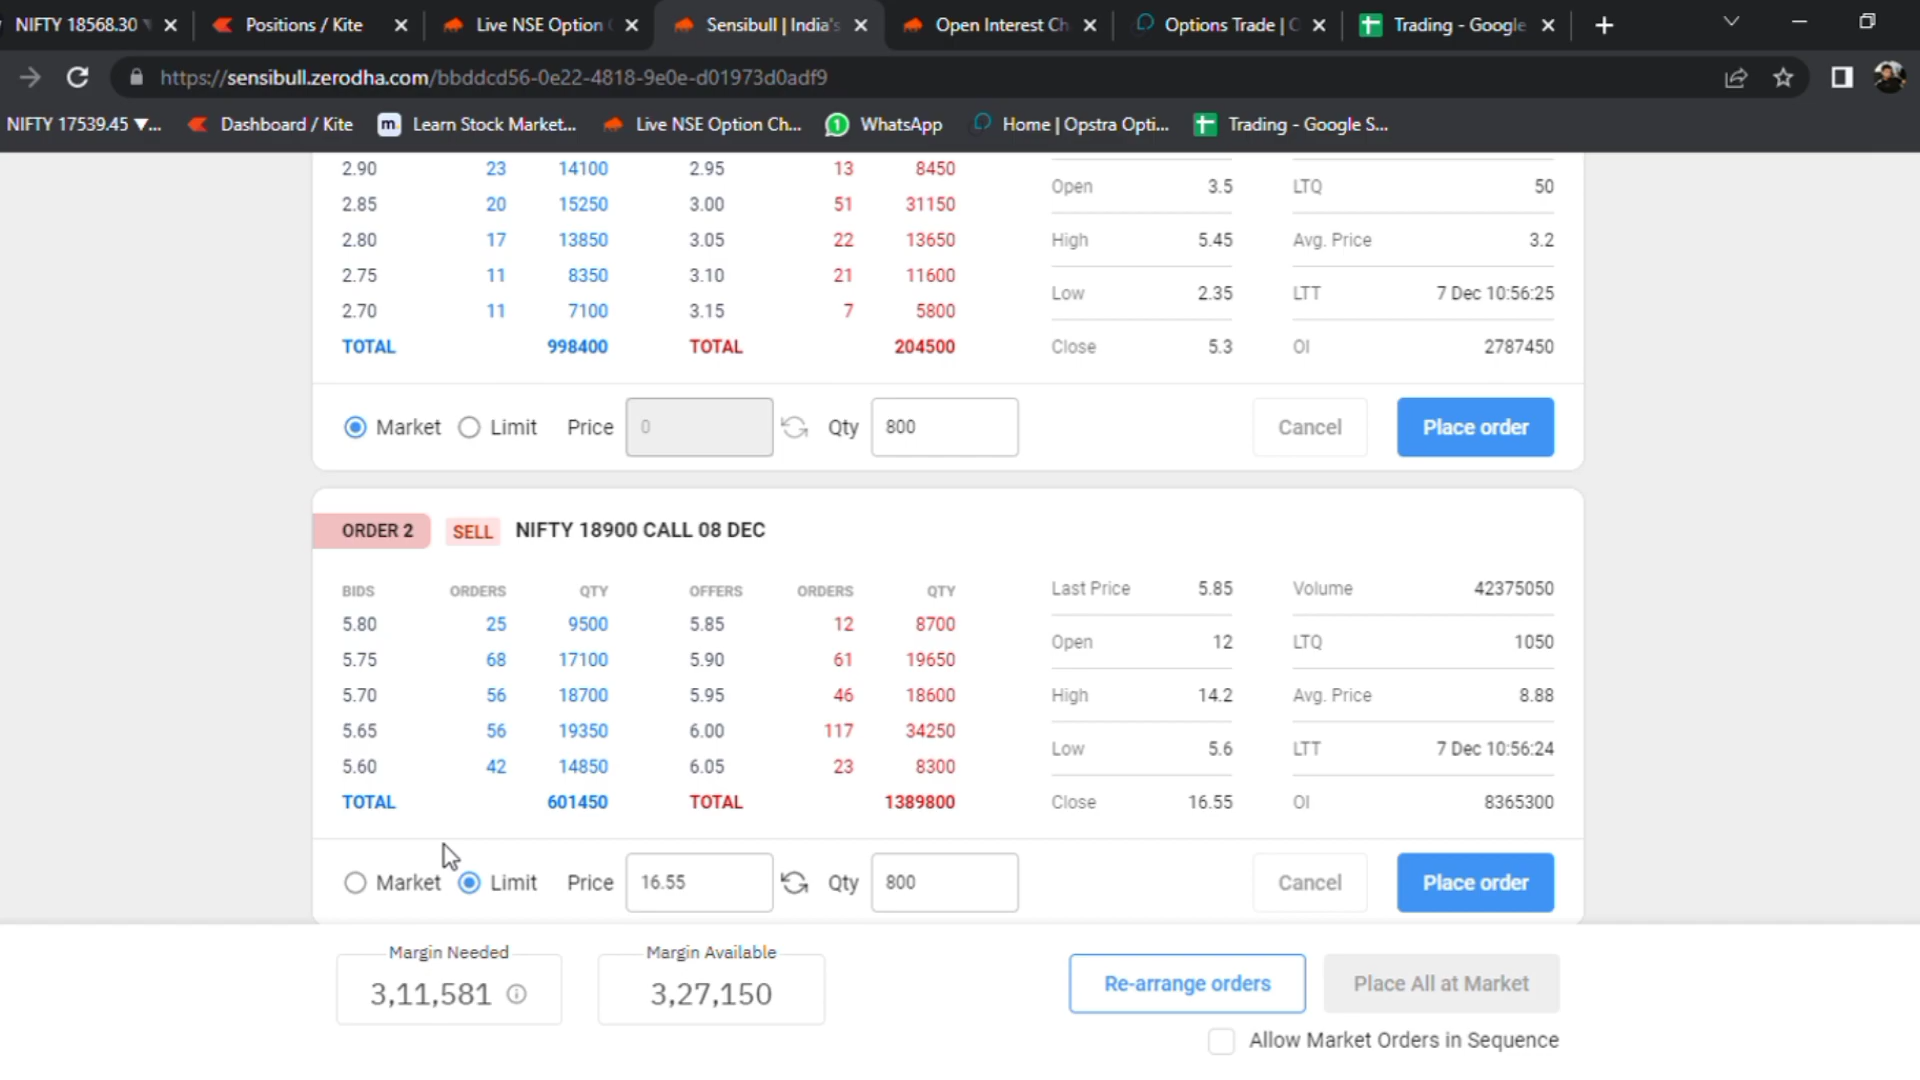 NIFTY 18568.30 Positions / Kite Live NSE Option Sensibull | India's Open Interest Ch Options Trade | Trading - Google
https://sensibull.zerodha.com/bbddcd56-0e22-4818-9e0e-d01973d0adf9
NIFTY 17539.45 ▼... Dashboard / Kite m Learn Stock Market... Live NSE Option Ch... 1 WhatsApp Home | Opstra Opti... Trading - Google S...
2.90 23 14100 2.95 13 8450
Open 3.5 LTQ 50
2.85 20 15250 3.00 51 31150
2.80 17 13850 3.05 22 13650 High 5.45 Avg. Price 3.2
2.75 11 8350 3.10 21 11600
Low 2.35 LTT 7 Dec 10:56:25
2.70 11 7100 3.15 7 5800
TOTAL 998400 TOTAL 204500 Close 5.3 OI 2787450
Market Limit Price 0 Qty 800 Cancel Place order
ORDER 2 SELL NIFTY 18900 CALL 08 DEC
BIDS ORDERS QTY OFFERS ORDERS QTY Last Price 5.85 Volume 42375050
5.80 25 9500 5.85 12 8700
Open 12 LTQ 1050
5.75 68 17100 5.90 61 19650
5.70 56 18700 5.95 46 18600 High 14.2 Avg. Price 8.88
5.65 56 19350 6.00 117 34250
Low 5.6 LTT 7 Dec 10:56:24
5.60 42 14850 6.05 23 8300
TOTAL 601450 TOTAL 1389800 Close 16.55 OI 8365300
Market Limit Price 16.55 Qty 800 Cancel Place order
Margin Needed Margin Available
3,11,581 3,27,150 Re-arrange orders Place All at Market
Allow Market Orders in Sequence